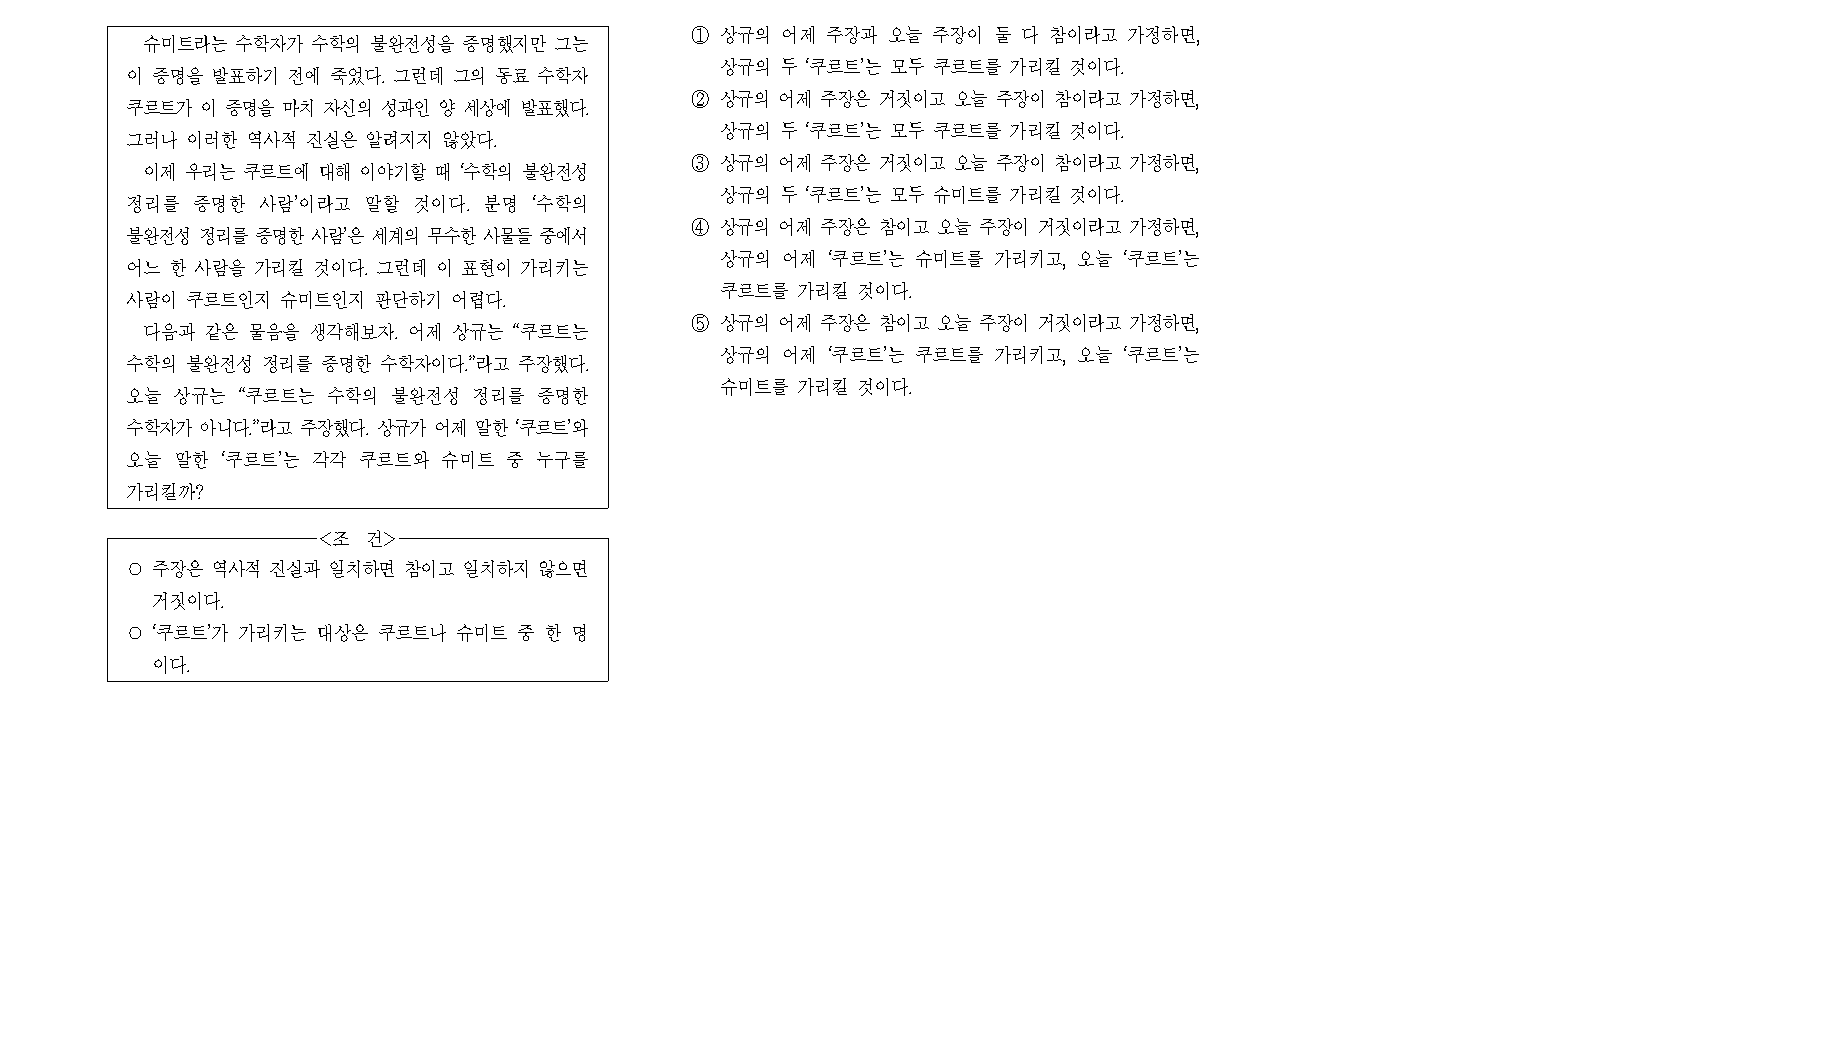 슈미트라는 수학자가 수학의 불완전성을 증명했지만 그는
이 증명을 발표하기 전에 죽었다. 그런데 그의 동료 수학자
쿠르트가 이 증명을 마치 자신의 성과인 양 세상에 발표했다.
그러나 이러한 역사적 진실은 알려지지 않았다.
이제 우리는 쿠르트에 대해 이야기할 때 ‘수학의 불완전성
정리를 증명한 사람’이라고 말할 것이다. 분명 ‘수학의
불완전성 정리를 증명한 사람’은 세계의 무수한 사물들 중에서
어느 한 사람을 가리킬 것이다. 그런데 이 표현이 가리키는
사람이 쿠르트인지 슈미트인지 판단하기 어렵다.
다음과 같은 물음을 생각해보자. 어제 상규는 “쿠르트는
수학의 불완전성 정리를 증명한 수학자이다.”라고 주장했다.
오늘 상규는 “쿠르트는 수학의 불완전성 정리를 증명한
수학자가 아니다.”라고 주장했다. 상규가 어제 말한 ‘쿠르트’와
오늘 말한 ‘쿠르트’는 각각 쿠르트와 슈미트 중 누구를
가리킬까?
<조 건>
○ 주장은 역사적 진실과 일치하면 참이고 일치하지 않으면
거짓이다.
○ ‘쿠르트’가 가리키는 대상은 쿠르트나 슈미트 중 한 명
이다.
① 상규의 어제 주장과 오늘 주장이 둘 다 참이라고 가정하면,
상규의 두 ‘쿠르트’는 모두 쿠르트를 가리킬 것이다.
② 상규의 어제 주장은 거짓이고 오늘 주장이 참이라고 가정하면,
상규의 두 ‘쿠르트’는 모두 쿠르트를 가리킬 것이다.
③ 상규의 어제 주장은 거짓이고 오늘 주장이 참이라고 가정하면,
상규의 두 ‘쿠르트’는 모두 슈미트를 가리킬 것이다.
④ 상규의 어제 주장은 참이고 오늘 주장이 거짓이라고 가정하면,
상규의 어제 ‘쿠르트’는 슈미트를 가리키고, 오늘 ‘쿠르트’는
쿠르트를 가리킬 것이다.
⑤ 상규의 어제 주장은 참이고 오늘 주장이 거짓이라고 가정하면,
상규의 어제 ‘쿠르트’는 쿠르트를 가리키고, 오늘 ‘쿠르트’는
슈미트를 가리킬 것이다.